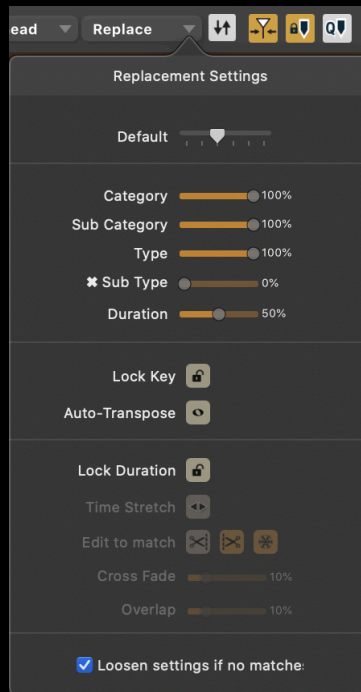 ead Replace Q
Replacement Settings
Default
Category 100%
Sub Category 100%
Type 100%
✖ Sub Type 0%
Duration 50%
Lock Key
Auto-Transpose
Lock Duration
Time Stretch
Edit to match
Cross Fade 10%
Overlap 10%
Loosen settings if no matche